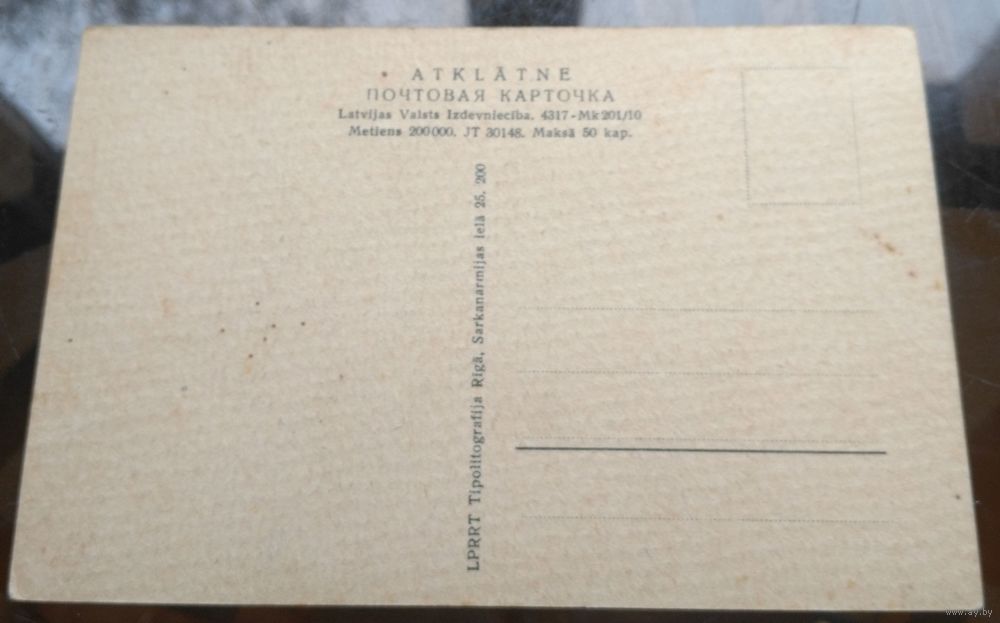 ATKLĀTNE
ПОЧТОВАЯ КАРТОЧКА
Latvijas Valsts Izdevniecība. 4317-Mk201/10
Metiens 200000. JT 30148. Maksā 50 kap.
LPRRT Tipolitografija Rīgā, Sarkanarmijas ielā 25. 200
www.ay.by